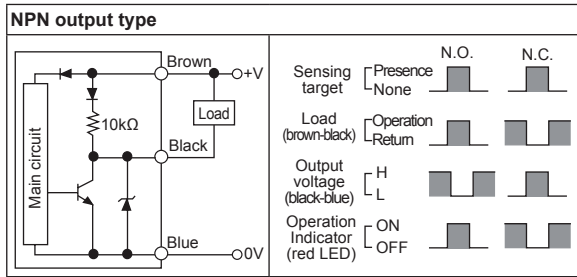 NPN output type
Main circuit
10kΩ
Brown
+V
Load
Black
Blue
0V
N.O.
N.C.
Sensing target
Presence
None
Load (brown-black)
Operation
Return
Output voltage (black-blue)
H
L
Operation Indicator (red LED)
ON
OFF